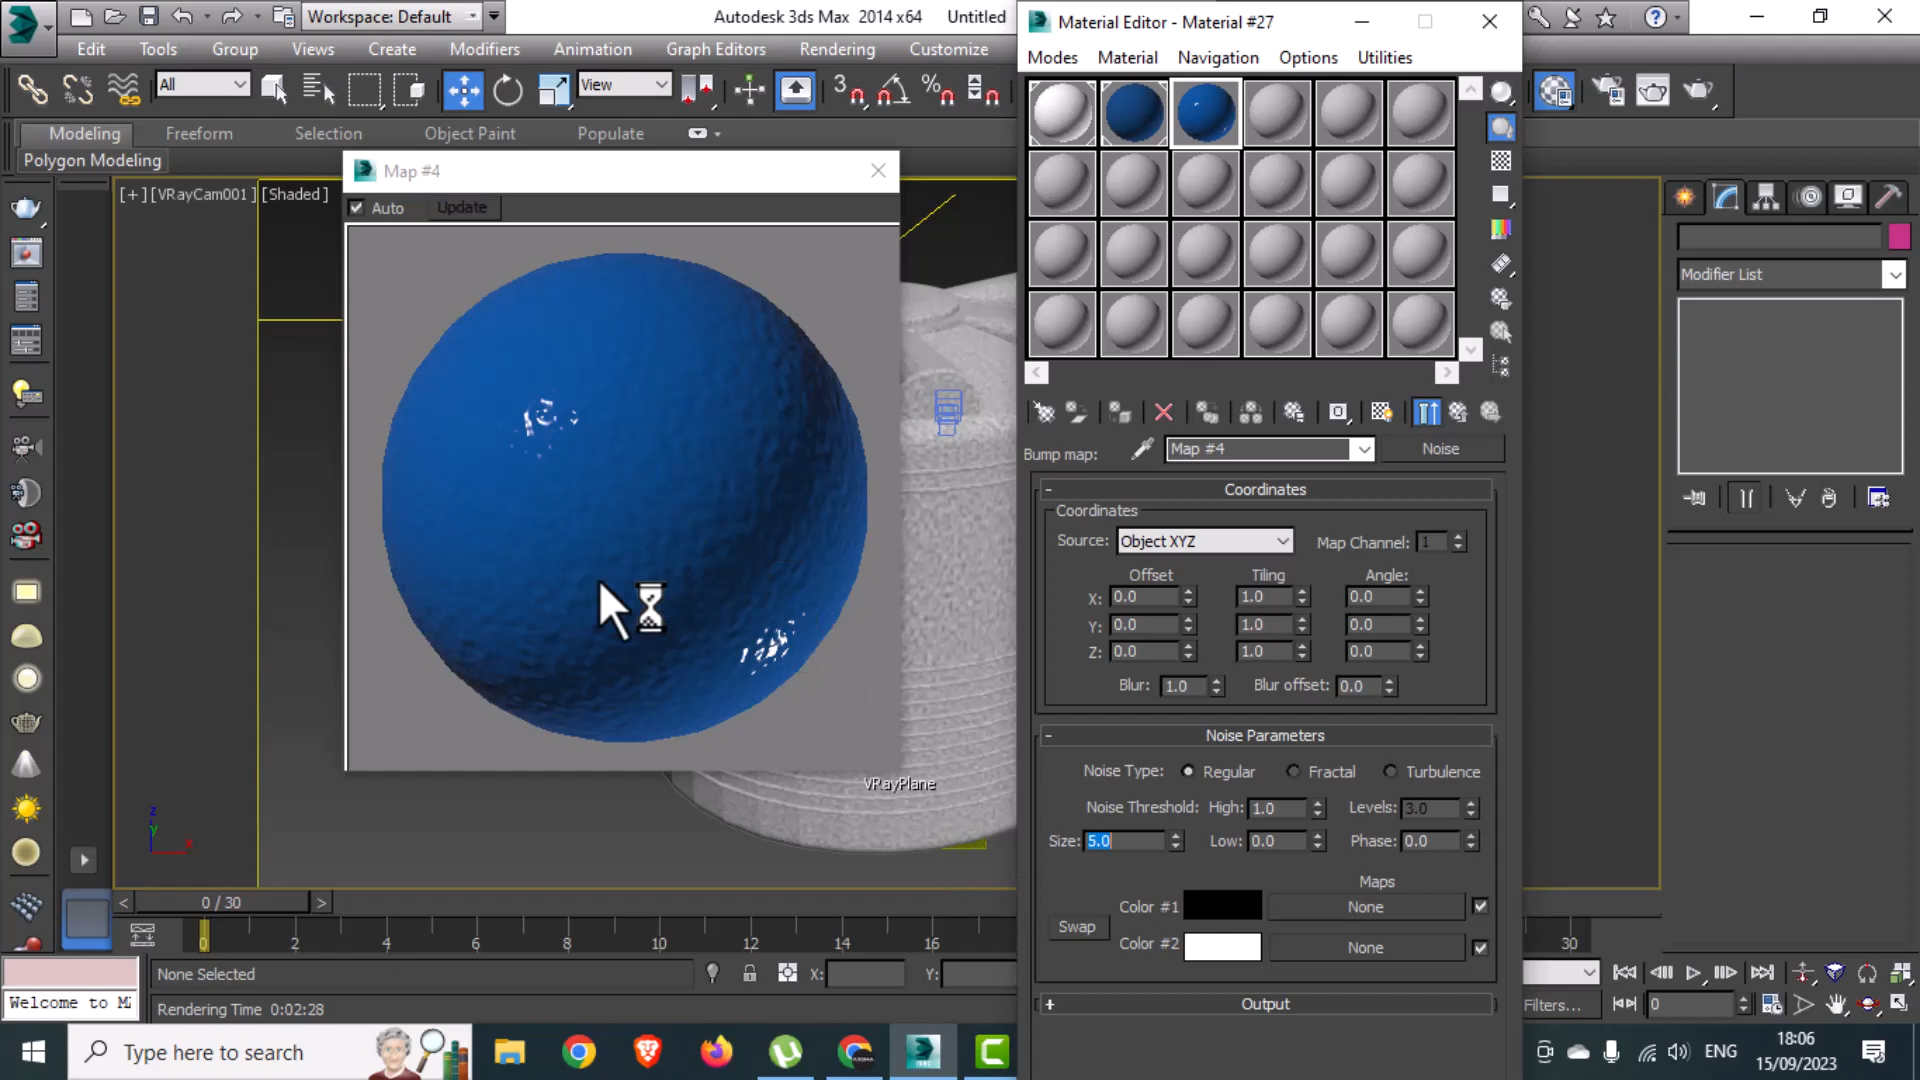 Workspace: Default
Autodesk 3ds Max 2014 x64
Untitled
Edit
Tools
Group
Views
Create
Modifiers
Animation
Graph Editors
Rendering
Customize
All
View
Modeling
Freeform
Selection
Object Paint
Populate
Polygon Modeling
[+][VRayCam001]
[Shaded]
Map #4
Auto
Update
VRayPlane
z
y
x
Material Editor - Material #27
Modes
Material
Navigation
Options
Utilities
Bump map:
Map #4
Noise
- Coordinates
Coordinates
Source:
Object XYZ
Map Channel: 1
Offset
Tiling
Angle:
X: 0.0 1.0 0.0
Y: 0.0 1.0 0.0
Z: 0.0 1.0 0.0
Blur: 1.0
Blur offset: 0.0
- Noise Parameters
Noise Type:
Regular
Fractal
Turbulence
Noise Threshold:
High: 1.0
Levels: 3.0
Size: 5.0
Low: 0.0
Phase: 0.0
Maps
Color #1
None
Swap
Color #2
None
+ Output
Modifier List
< 0 / 30 >
0 2 4 6 8 10 12 14 16
30
None Selected
X:
Y:
Welcome to M
Rendering Time 0:02:28
Filters...
0
Type here to search
ENG
18:06
15/09/2023